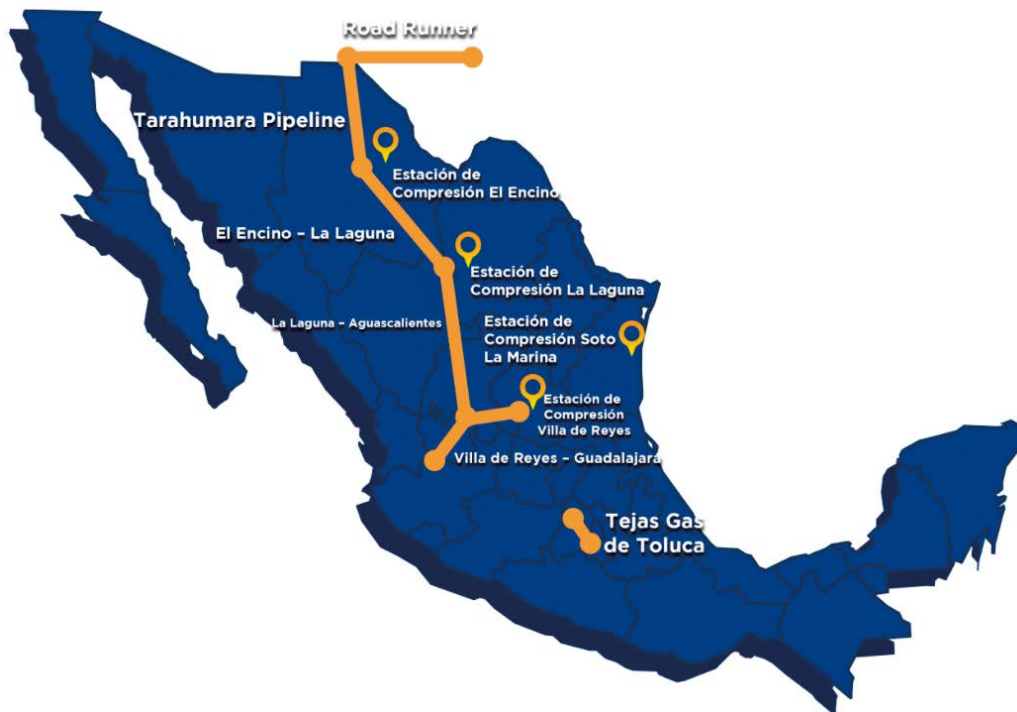 Road Runner
Tarahumara Pipeline
Estación de
Compresión El Encino
El Encino – La Laguna
Estación de
Compresión La Laguna
La Laguna – Aguascalientes
Estación de
Compresión Soto
La Marina
Estación de
Compresión
Villa de Reyes
Villa de Reyes – Guadalajara
Tejas Gas
de Toluca